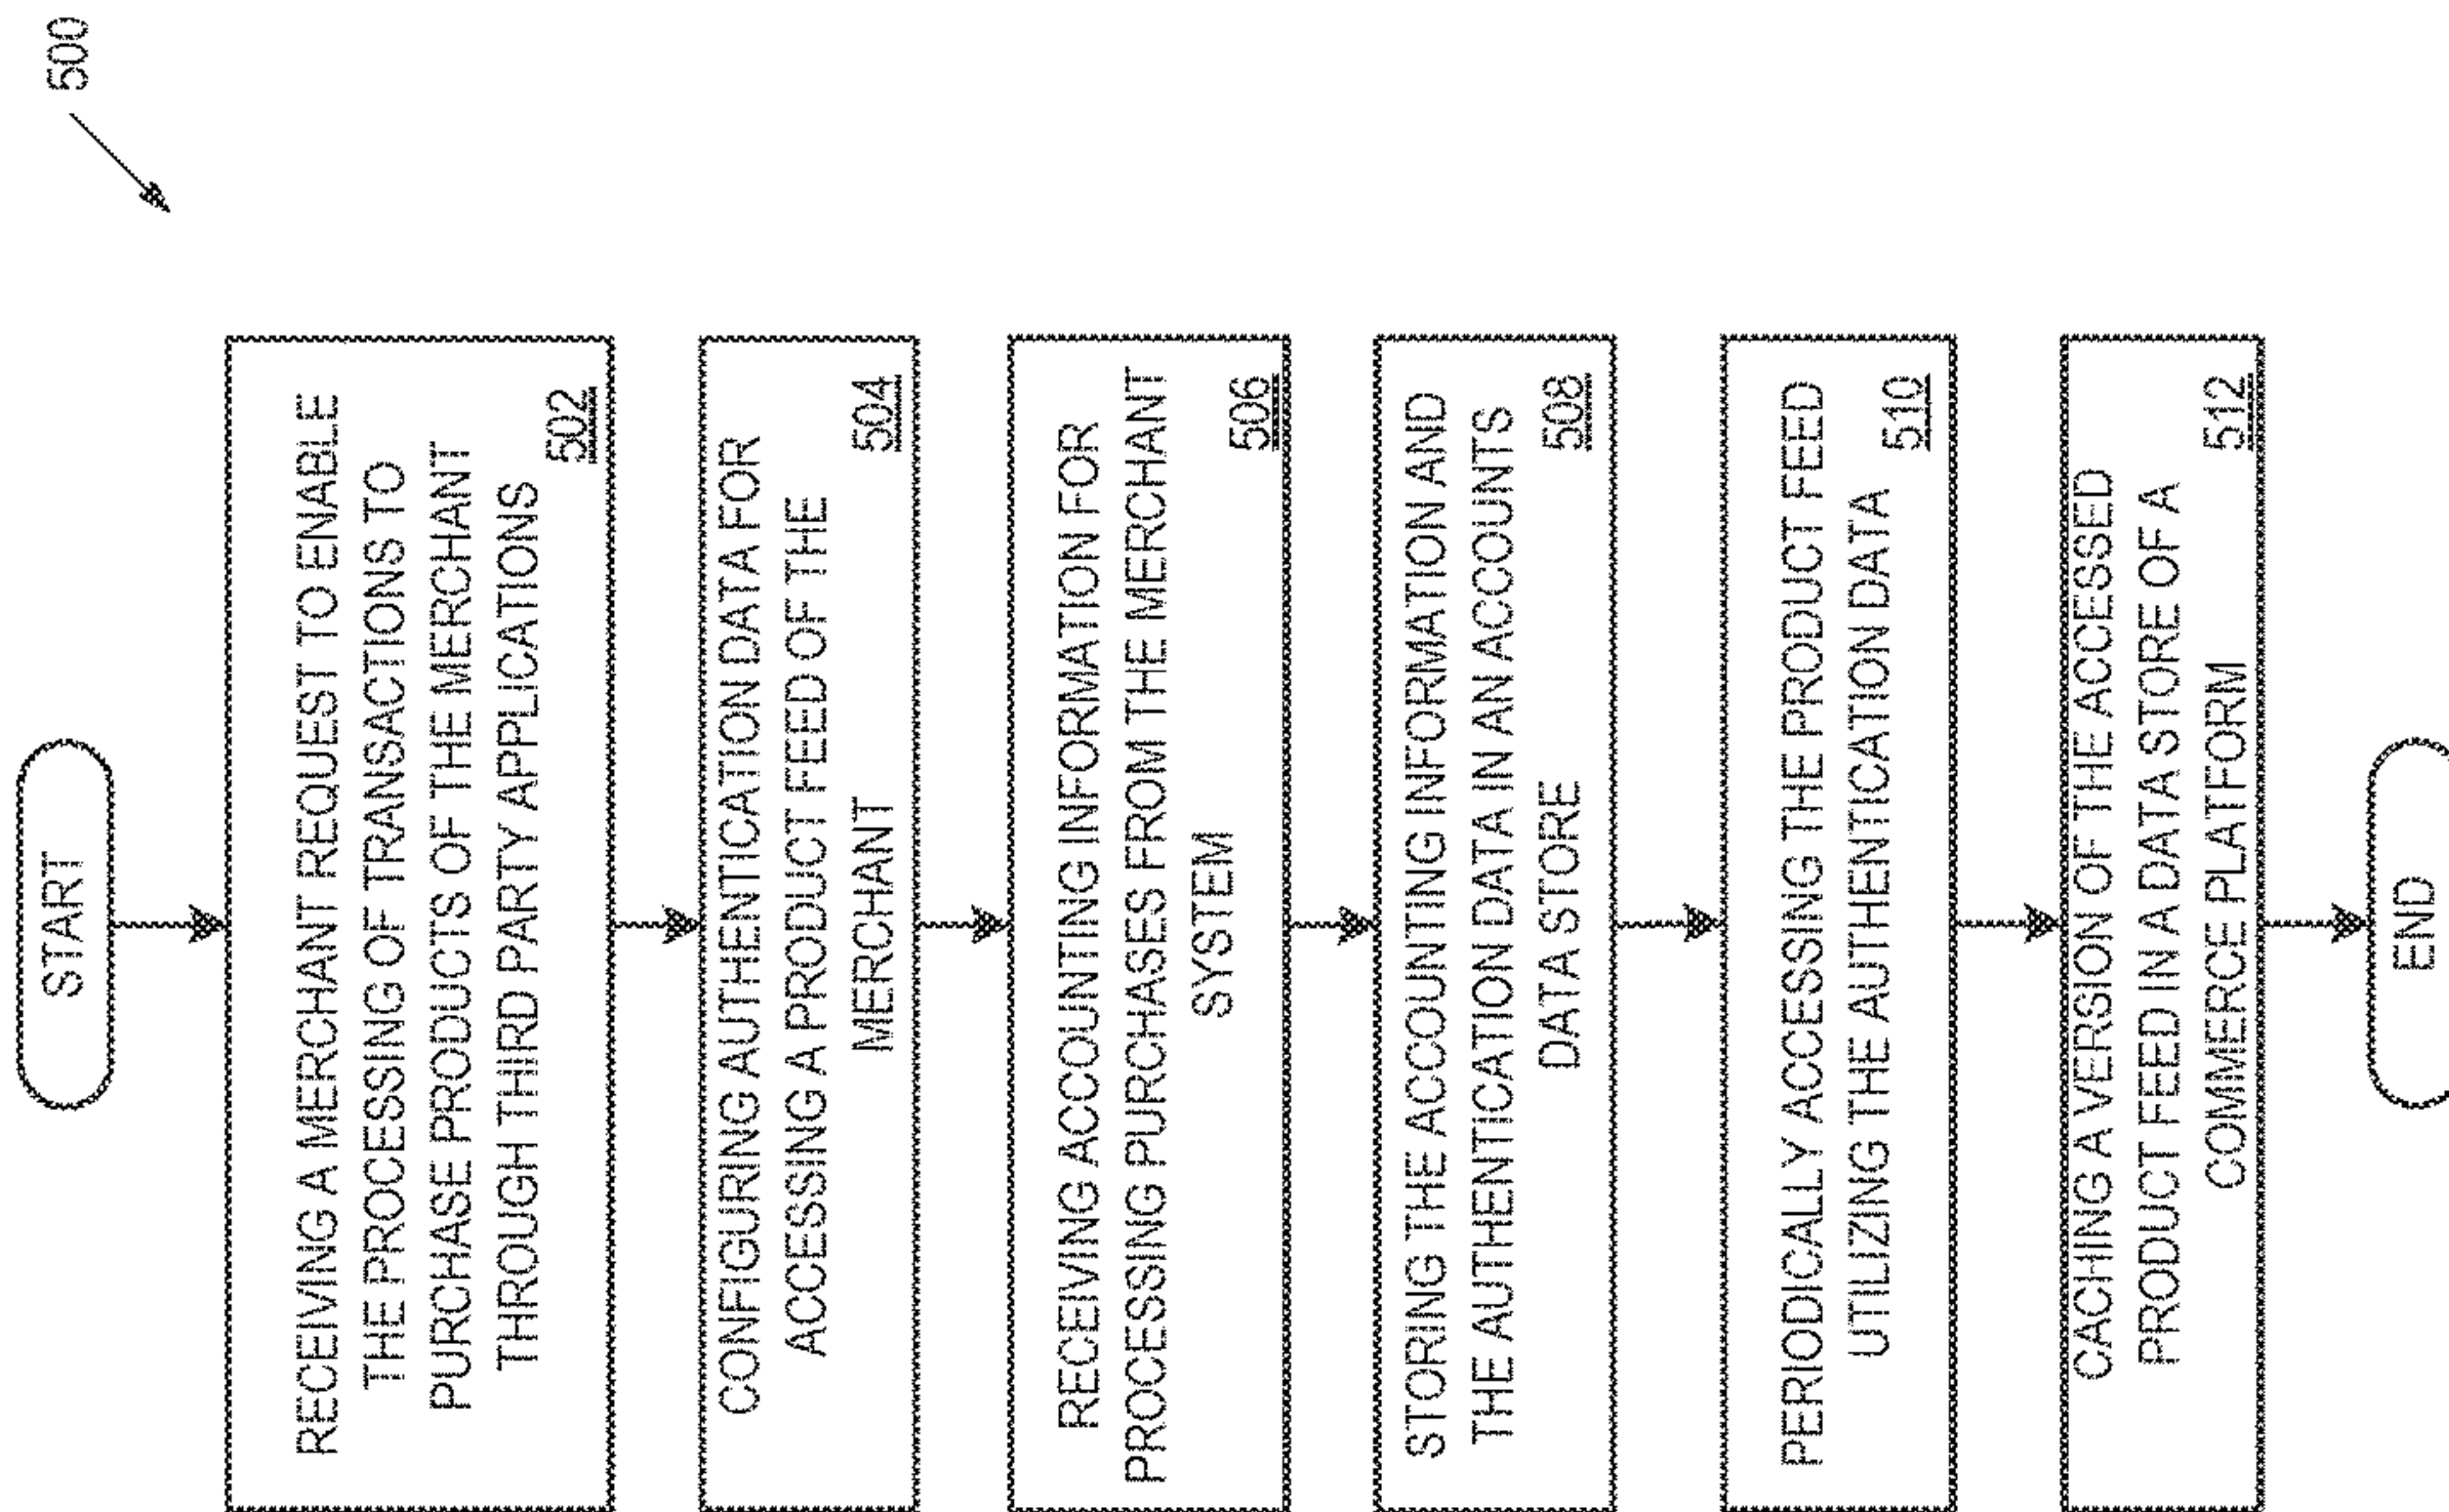 500
START
RECEIVING A MERCHANT REQUEST TO ENABLE
THE PROCESSING OF TRANSACTIONS TO
PURCHASE PRODUCTS OF THE MERCHANT
THROUGH THIRD PARTY APPLICATIONS
502
CONFIGURING AUTHENTICATION DATA FOR
ACCESSING A PRODUCT FEED OF THE
MERCHANT
504
RECEIVING ACCOUNTING INFORMATION FOR
PROCESSING PURCHASES FROM THE MERCHANT
SYSTEM
506
STORING THE ACCOUNTING INFORMATION AND
THE AUTHENTICATION DATA IN AN ACCOUNTS
DATA STORE
508
PERIODICALLY ACCESSING THE PRODUCT FEED
UTILIZING THE AUTHENTICATION DATA
510
CACHING A VERSION OF THE ACCESSED
PRODUCT FEED IN A DATA STORE OF A
COMMERCE PLATFORM
512
END